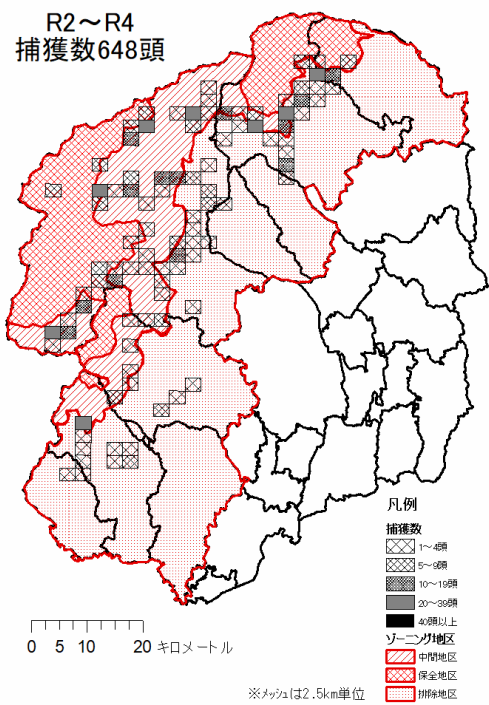 R2～R4
捕獲数648頭
凡例
捕獲数
1～4頭
5～9頭
10～19頭
20～39頭
40頭以上
ゾーニング地区
中間地区
保全地区
排除地区
0 5 10 20 キロメートル
※メッシュは2.5km単位